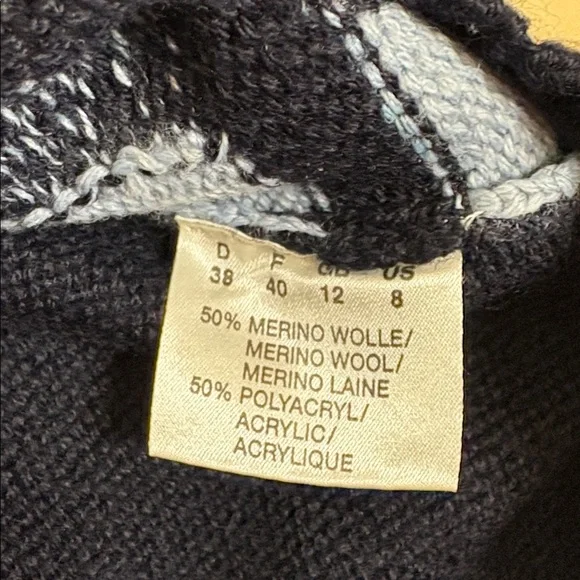 D F GB US
38 40 12 8
50% MERINO WOLLE/
MERINO WOOL/
MERINO LAINE
50% POLYACRYL/
ACRYLIC/
ACRYLIQUE